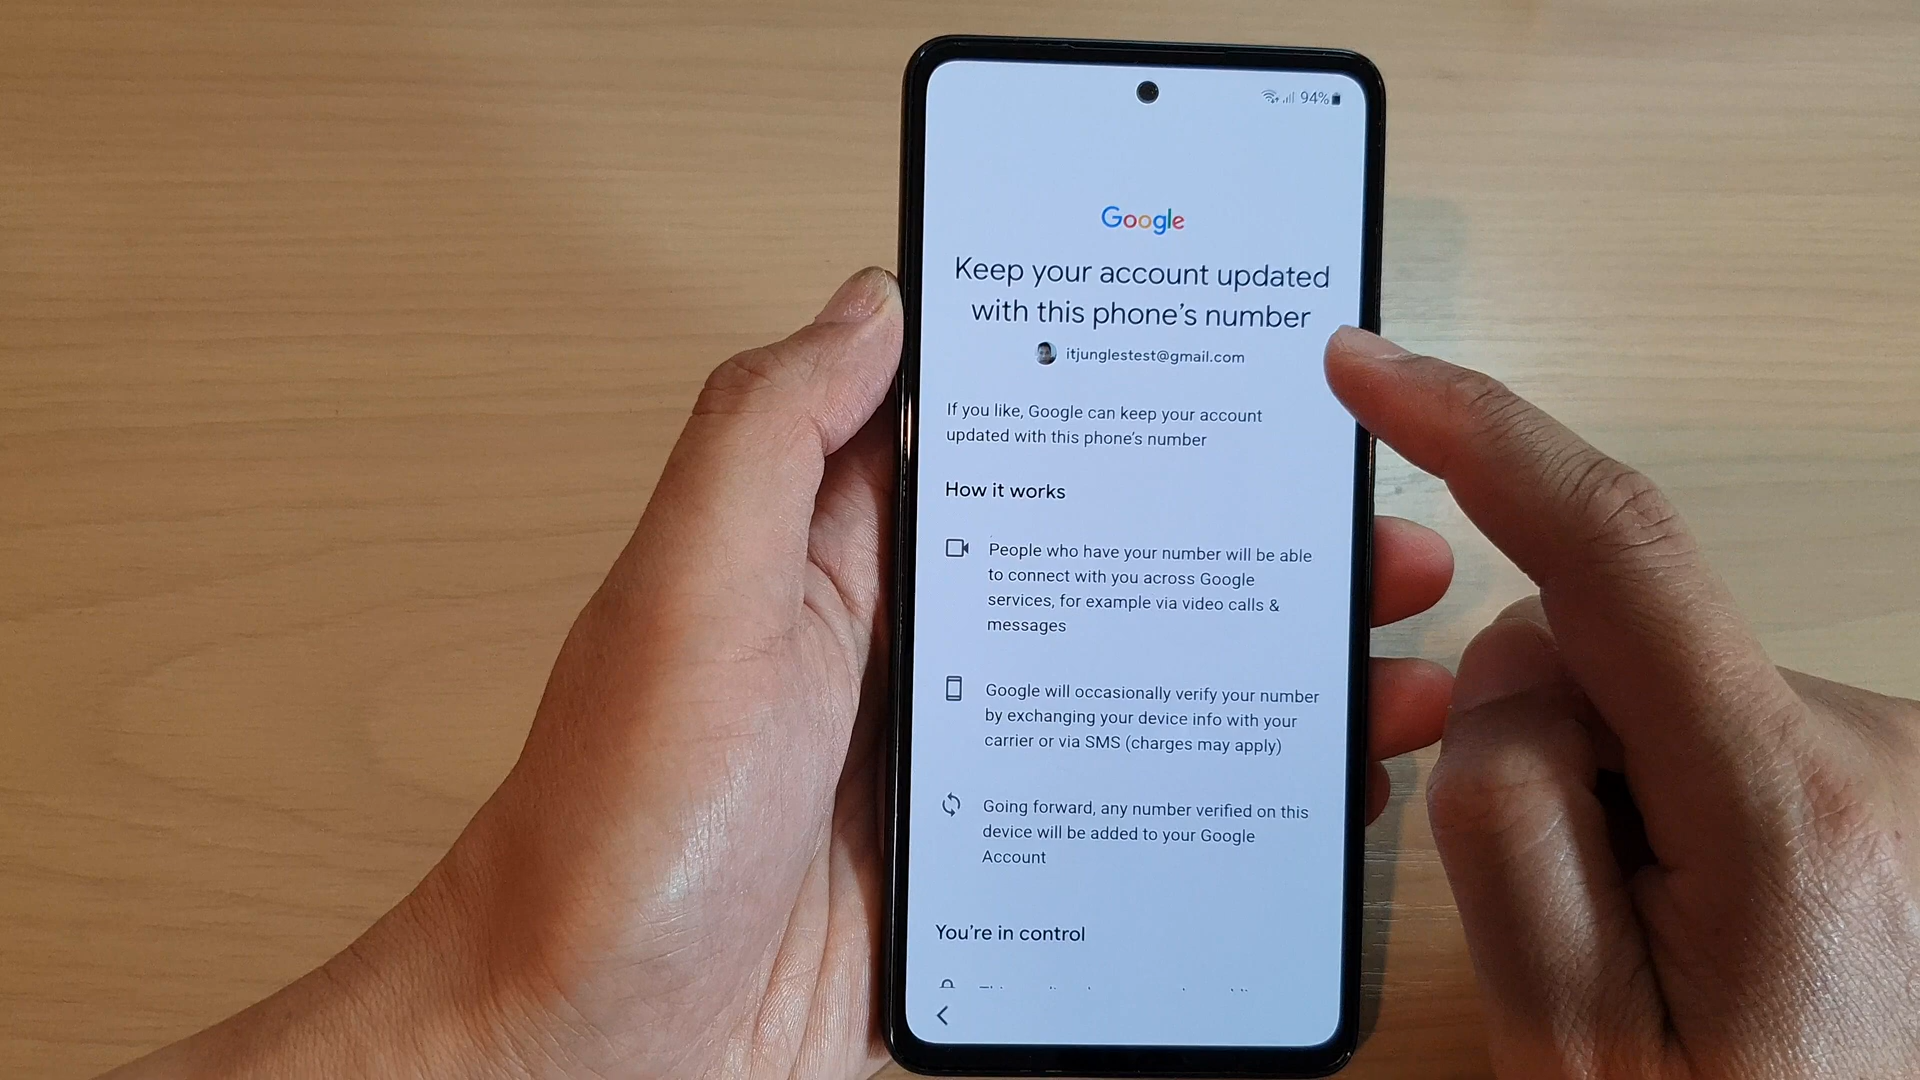 94%
Google
Keep your account updated
with this phone's number
itjunglestest@gmail.com
If you like, Google can keep your account
updated with this phone's number
How it works
People who have your number will be able
to connect with you across Google
services, for example via video calls &
messages
Google will occasionally verify your number
by exchanging your device info with your
carrier or via SMS (charges may apply)
Going forward, any number verified on this
device will be added to your Google
Account
You're in control